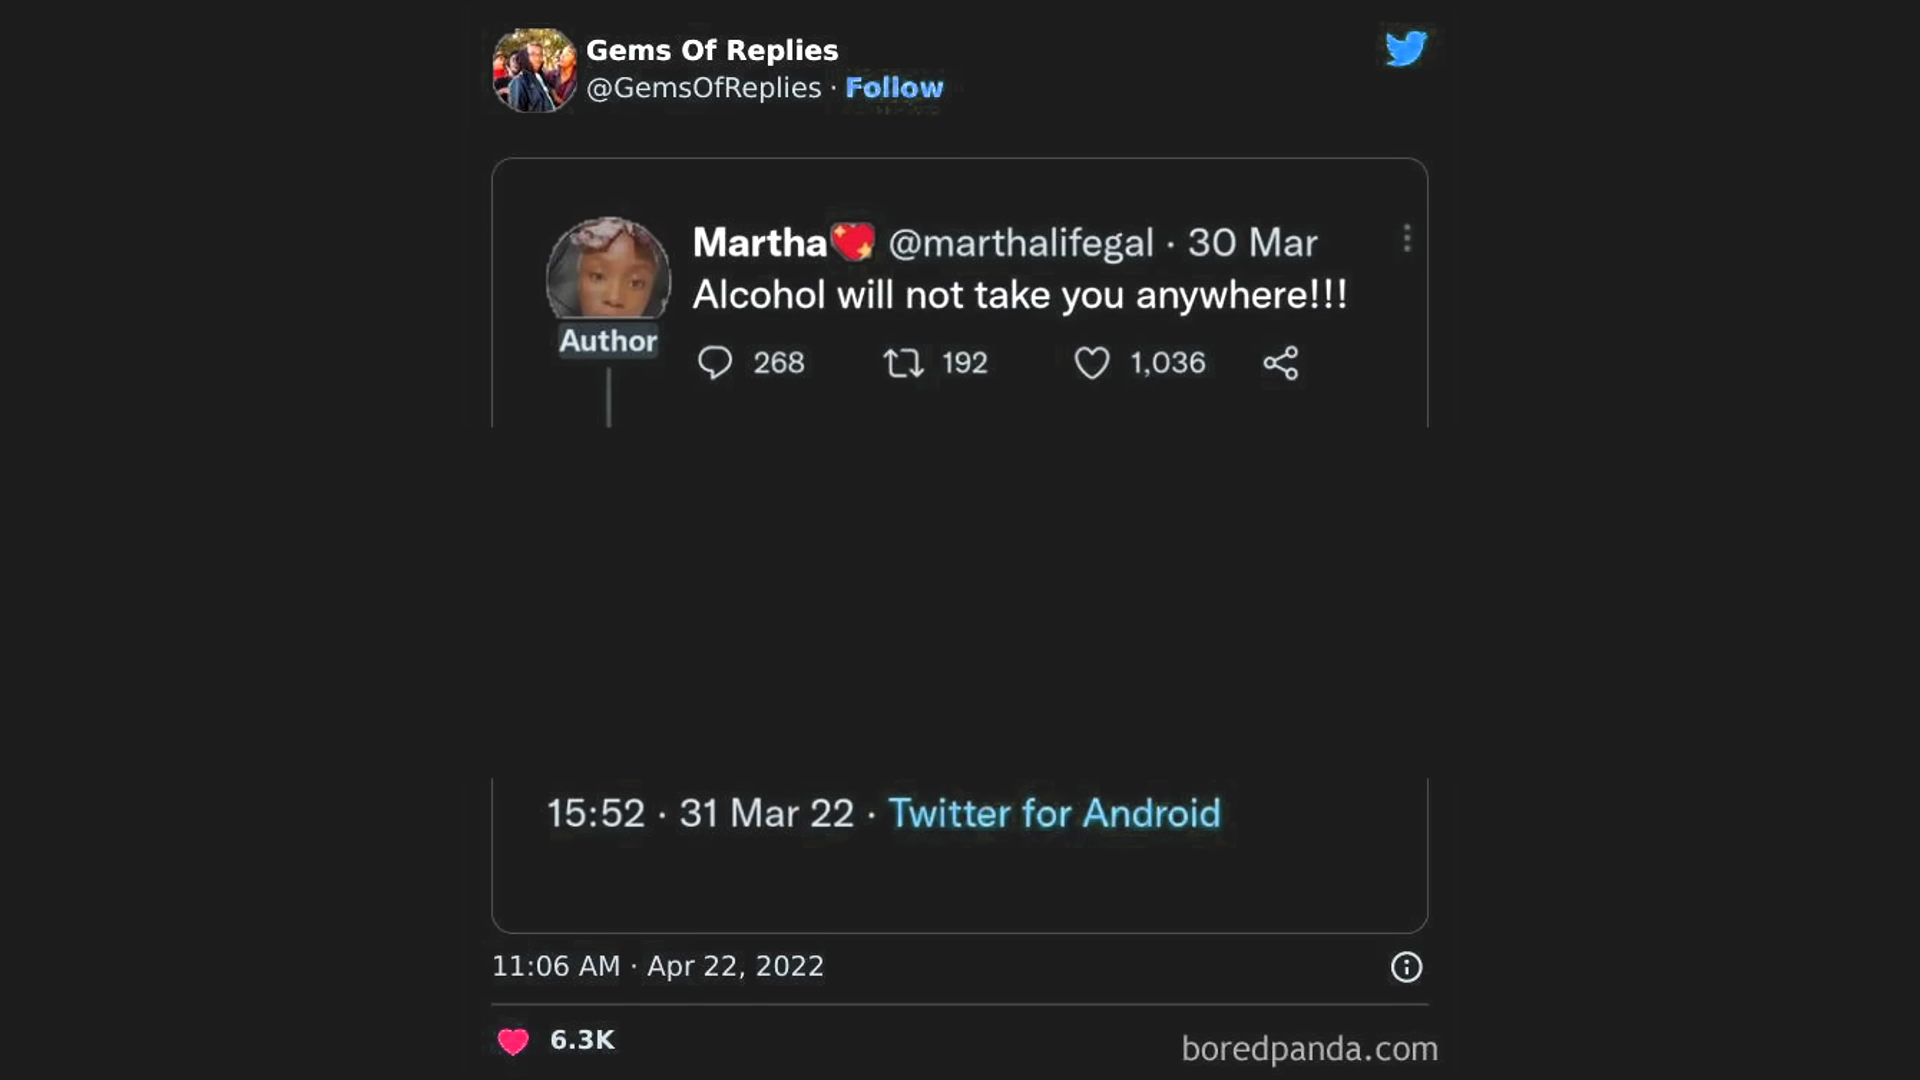 Gems Of Replies
@GemsOfReplies · Follow
Martha💖 @marthalifegal · 30 Mar
Alcohol will not take you anywhere!!!
Author
268 192 1,036
15:52 · 31 Mar 22 · Twitter for Android
11:06 AM · Apr 22, 2022
6.3K
boredpanda.com